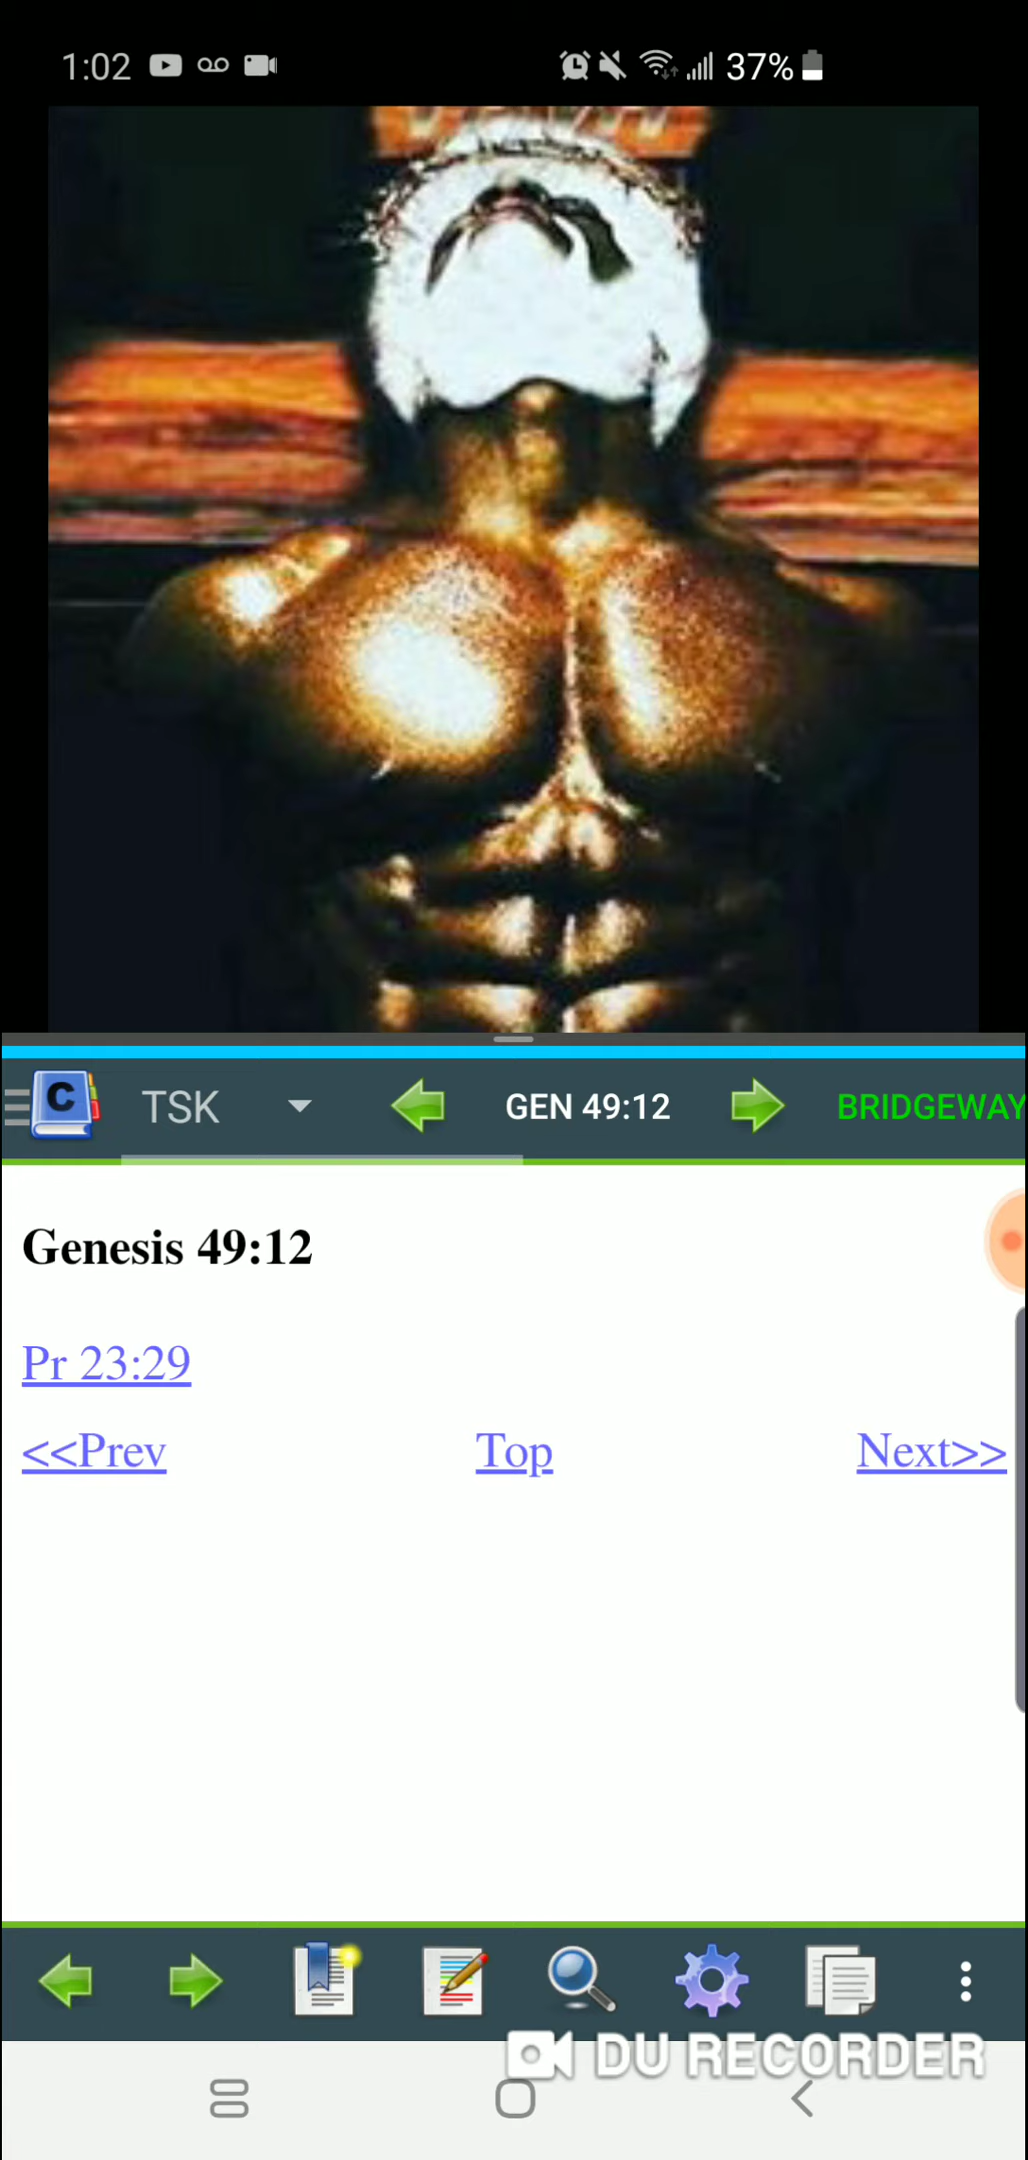 1:02 37%
C TSK GEN 49:12 BRIDGEWAY
Genesis 49:12
Pr 23:29
<<Prev Top Next>>
DU RECORDER